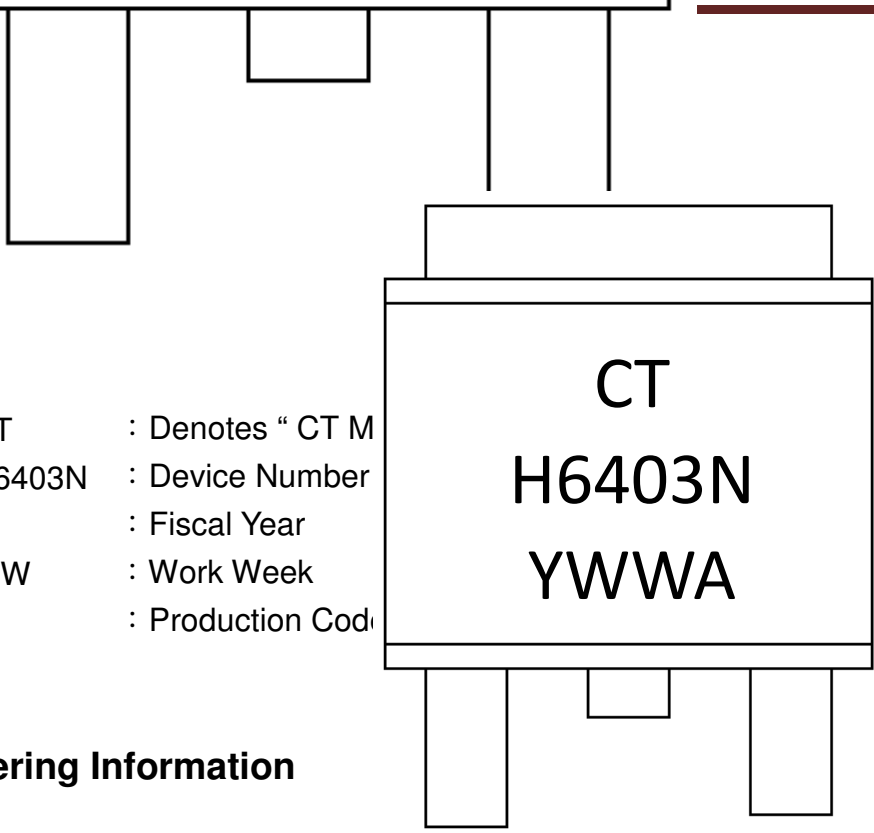 T : Denotes “ CT M
6403N : Device Number
: Fiscal Year
W : Work Week
: Production Cod
ering Information
CT
H6403N
YWWA